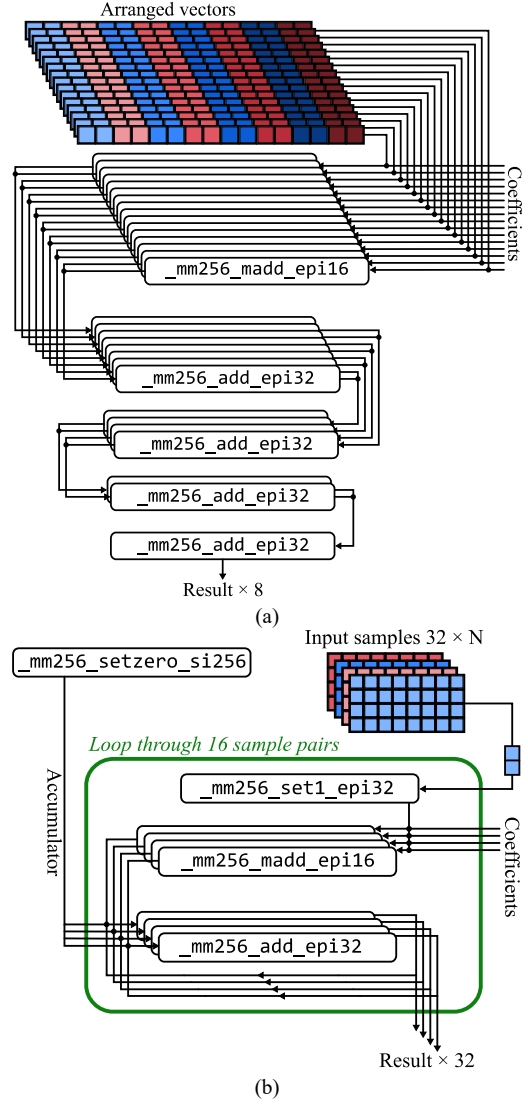 Arranged vectors
Coefficients
_mm256_madd_epi16
_mm256_add_epi32
_mm256_add_epi32
_mm256_add_epi32
_mm256_add_epi32
Result × 8
(a)
Input samples 32 × N
_mm256_setzero_si256
Loop through 16 sample pairs
Accumulator
_mm256_set1_epi32
Coefficients
_mm256_madd_epi16
_mm256_add_epi32
Result × 32
(b)